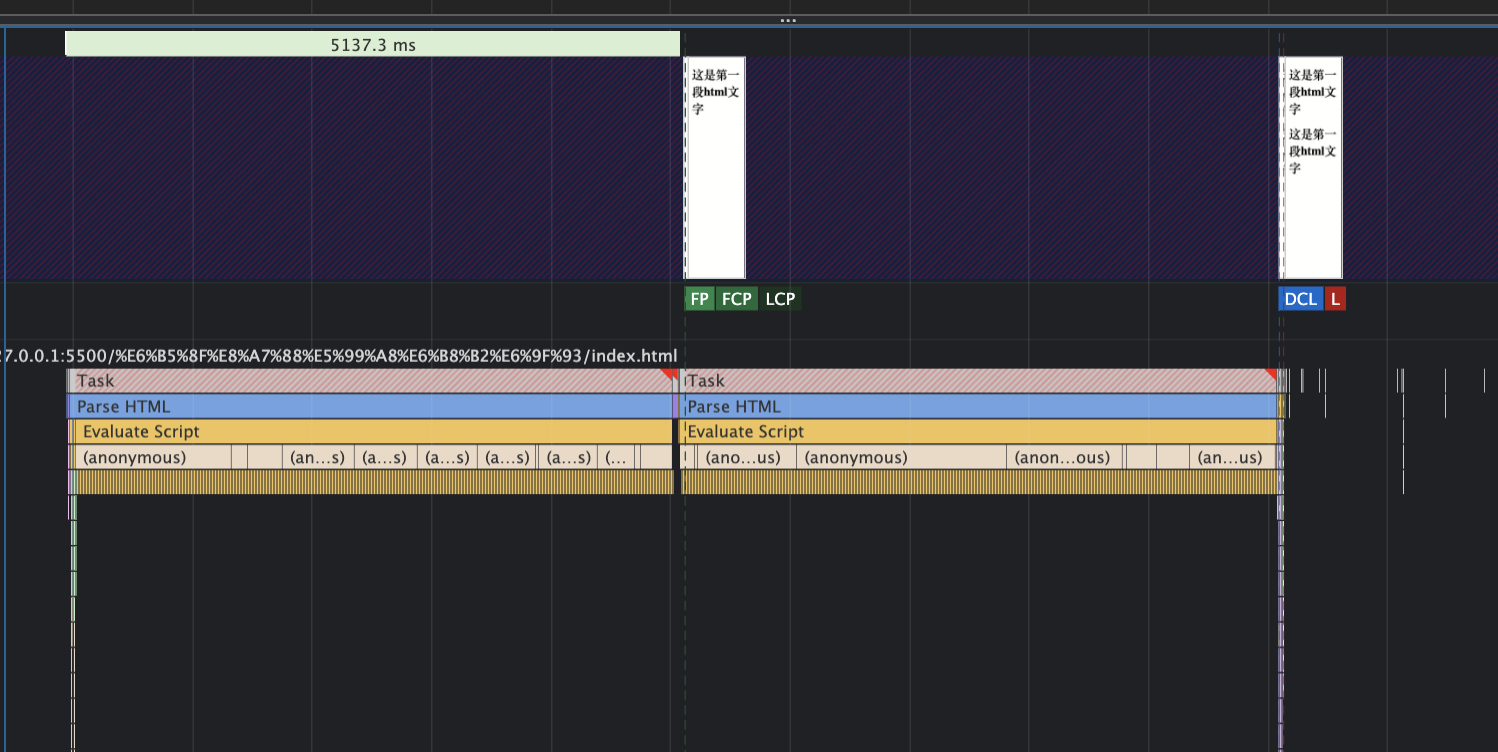 ...
5137.3 ms
这是第一
段html文
字
这是第一
段html文
字
这是第一
段html文
字
FP FCP LCP
DCL L
27.0.0.1:5500/%E6%B5%8F%E8%A7%88%E5%99%A8%E6%B8%B2%E6%9F%93/index.html
Task Task
Parse HTML Parse HTML
Evaluate Script Evaluate Script
(anonymous) (an...s) (a...s) (a...s) (a...s) (a...s) (... (ano...us) (anonymous) (anon...ous) (an...us)